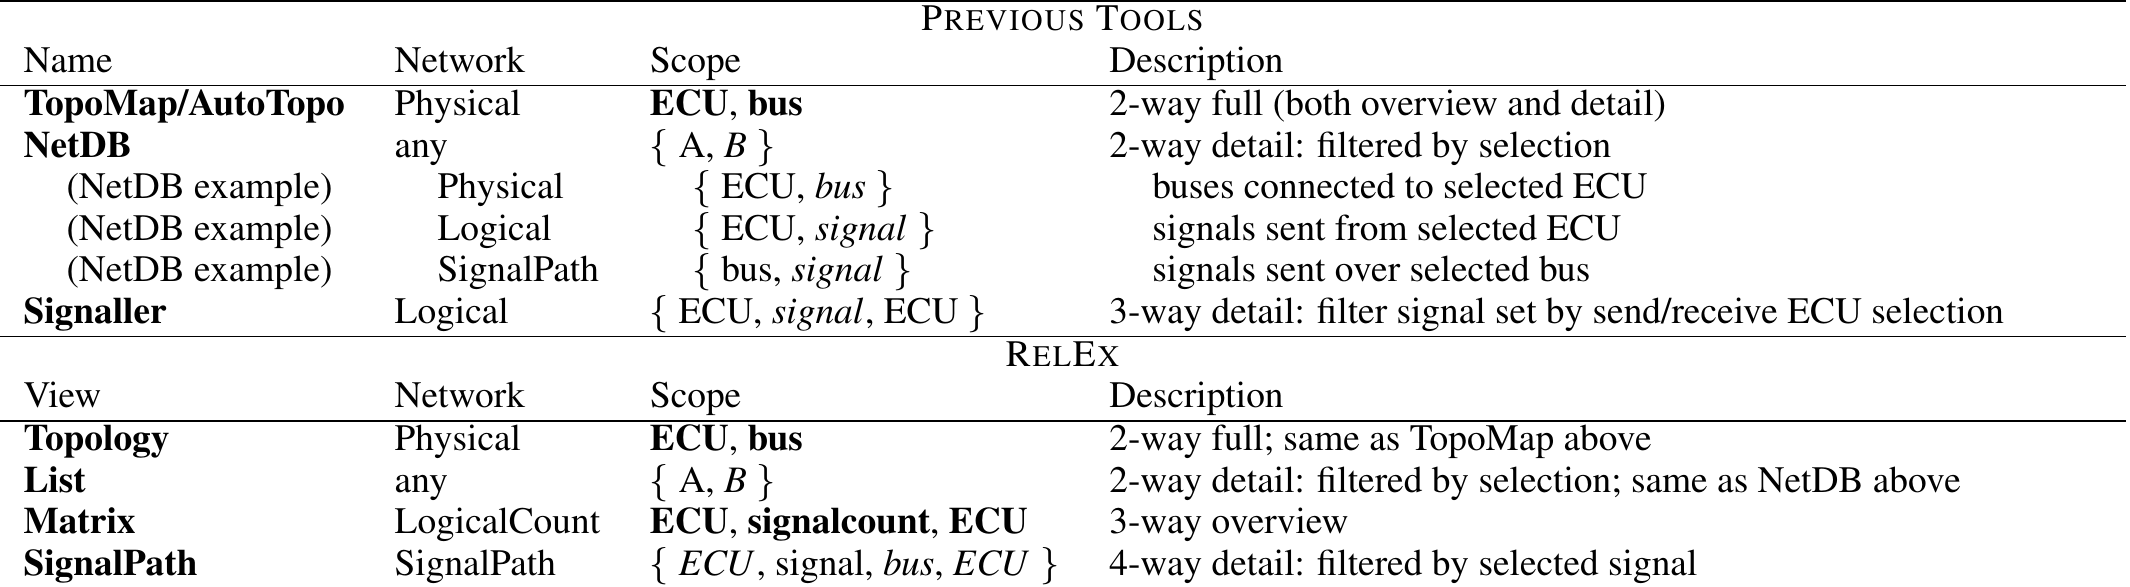 PREVIOUS TOOLS
Name Network Scope Description
TopoMap/AutoTopo Physical ECU, bus 2-way full (both overview and detail)
NetDB any { A, B } 2-way detail: filtered by selection
(NetDB example) Physical { ECU, bus } buses connected to selected ECU
(NetDB example) Logical { ECU, signal } signals sent from selected ECU
(NetDB example) SignalPath { bus, signal } signals sent over selected bus
Signaller Logical { ECU, signal, ECU } 3-way detail: filter signal set by send/receive ECU selection
RELEX
View Network Scope Description
Topology Physical ECU, bus 2-way full; same as TopoMap above
List any { A, B } 2-way detail: filtered by selection; same as NetDB above
Matrix LogicalCount ECU, signalcount, ECU 3-way overview
SignalPath SignalPath { ECU, signal, bus, ECU } 4-way detail: filtered by selected signal